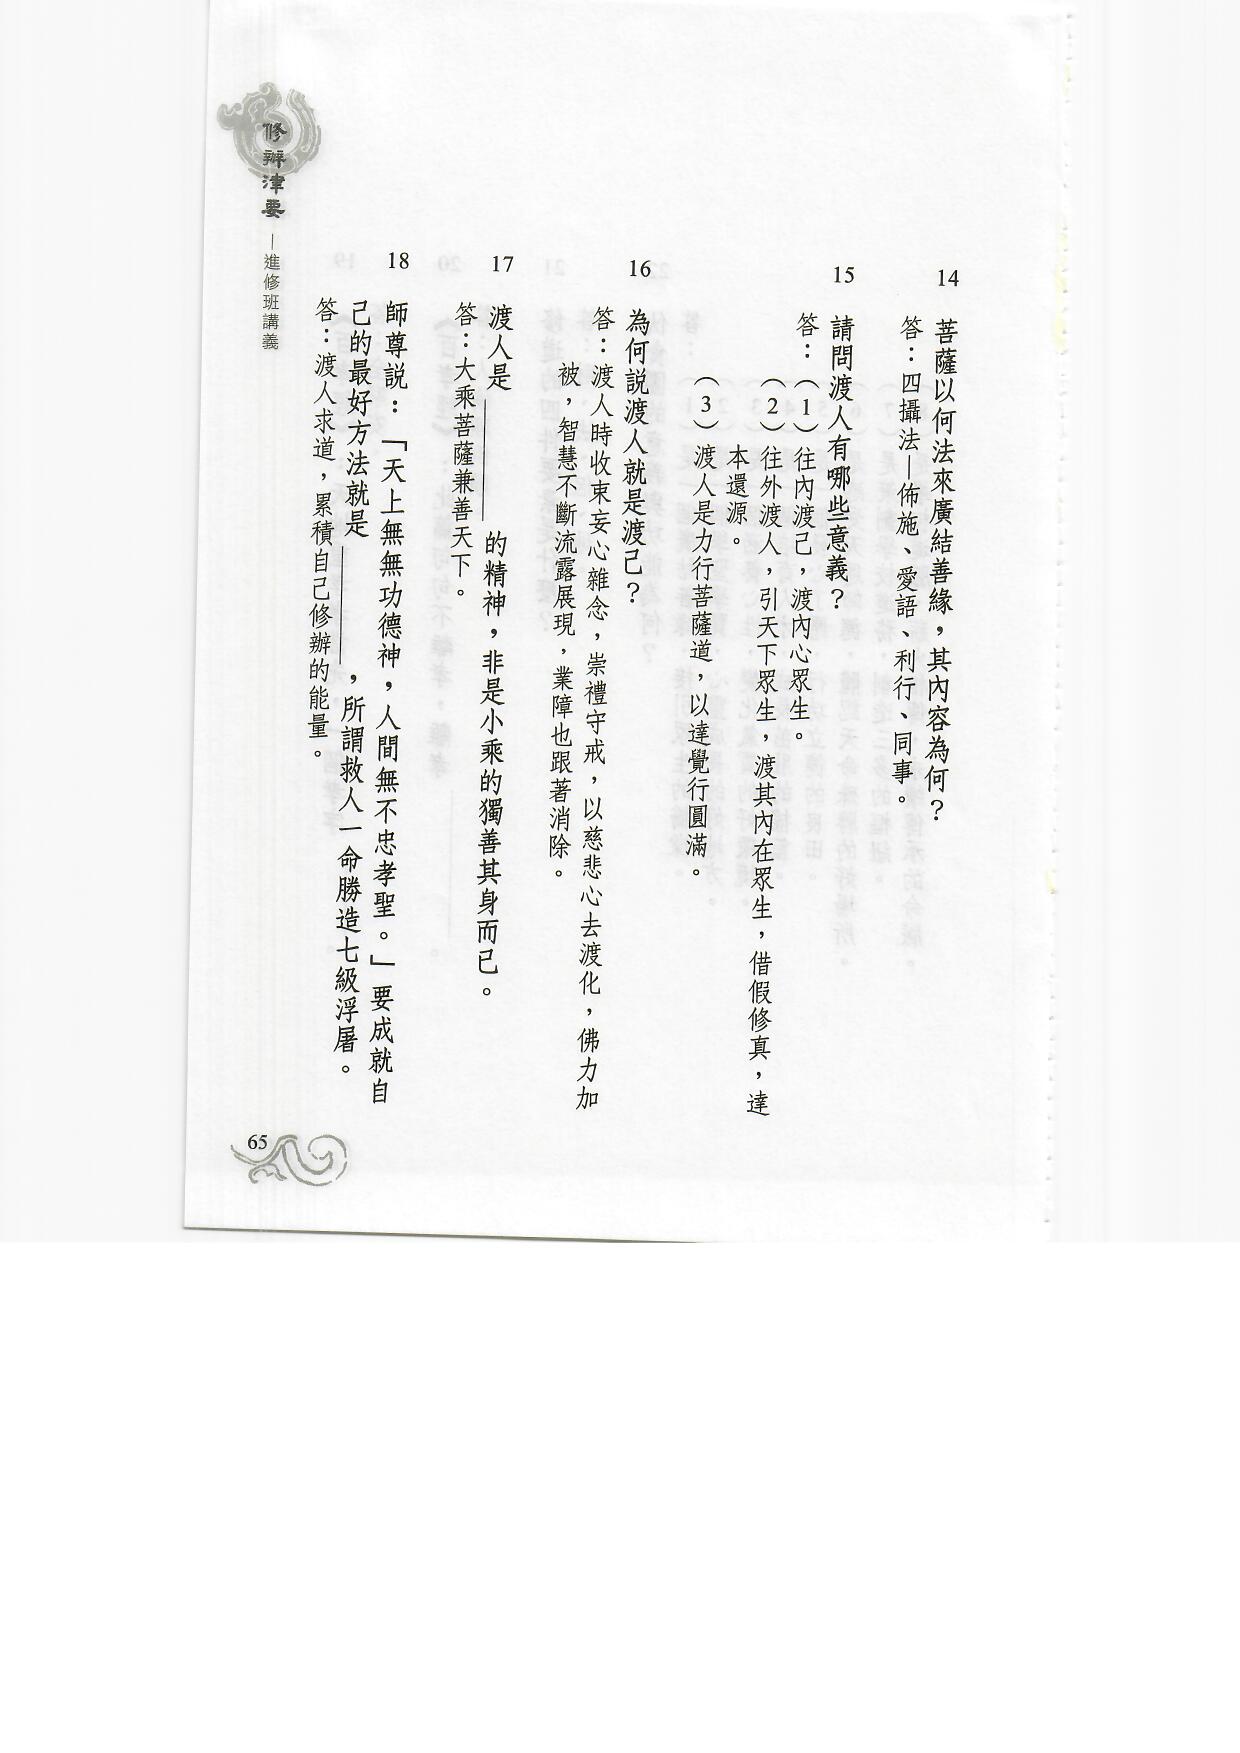 14 菩薩以何法來廣結善緣，其內容為何？
答：四攝法─佈施、愛語、利行、同事。
15 請問渡人有哪些意義？
答：（1）往內渡己，渡內心眾生。
（2）往外渡人，引天下眾生，渡其內在眾生，借假修真，達
本還源。
（3）渡人是力行菩薩道，以達覺行圓滿。
16 為何說渡人就是渡己？
答：渡人時收束妄心雜念，崇禮守戒，以慈悲心去渡化，佛力加
被，智慧不斷流露展現，業障也跟著消除。
17 渡人是＿＿＿＿的精神，非是小乘的獨善其身而已。
答：大乘菩薩兼善天下。
18 師尊說：「天上無無功德神，人間無不忠孝聖。」要成就自
己的最好方法就是＿＿＿＿，所謂救人一命勝造七級浮屠。
答：渡人求道，累積自己修辦的能量。
修辦津要
─進修班講義
65